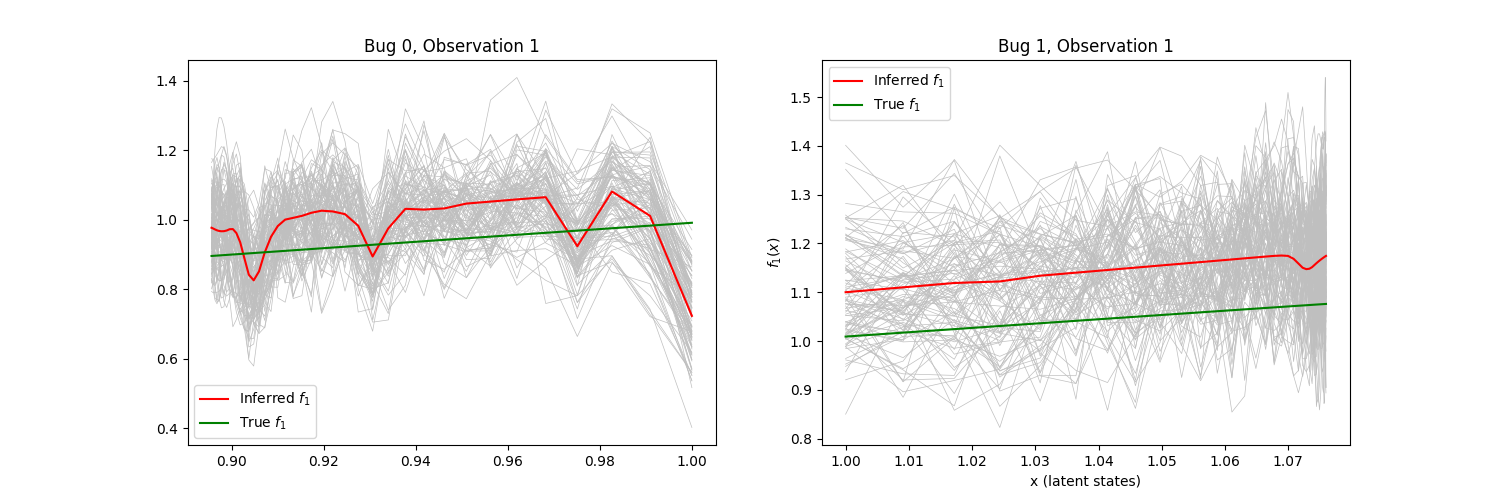 Bug 0, Observation 1
1.4
1.2
1.0
0.8
0.6
0.4
Inferred f₁
True f₁
0.90 0.92 0.94 0.96 0.98 1.00
Bug 1, Observation 1
Inferred f₁
True f₁
f₁(x)
1.5
1.4
1.3
1.2
1.1
1.0
0.9
0.8
1.00 1.01 1.02 1.03 1.04 1.05 1.06 1.07
x (latent states)